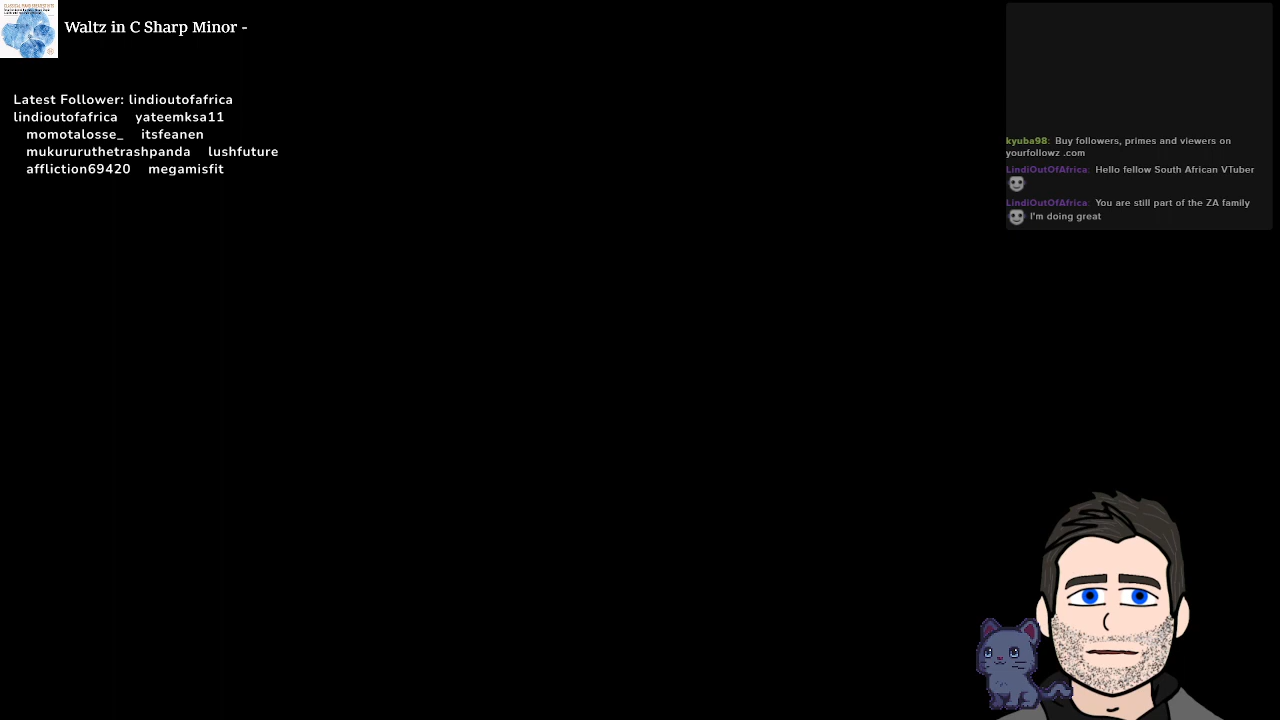 Waltz in C Sharp Minor -
Latest Follower: lindioutofafrica
lindioutofafrica yateemksa11
momotalosse_ itsfeanen
mukururuthetrashpanda lushfuture
affliction69420 megamisfit
kyuba98: Buy followers, primes and viewers on
yourfollowz .com
LindiOutOfAfrica: Hello fellow South African VTuber
LindiOutOfAfrica: You are still part of the ZA family
I'm doing great